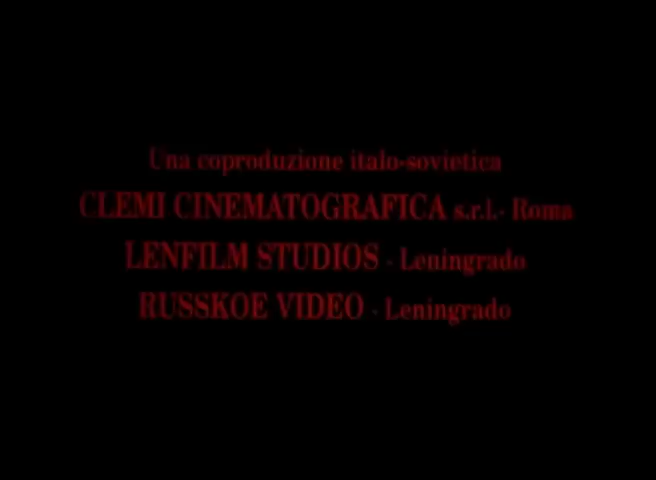 Una coproduzione italo-sovietica
CLEMI CINEMATOGRAFICA s.r.l.- Roma
LENFILM STUDIOS - Leningrado
RUSSKOE VIDEO - Leningrado